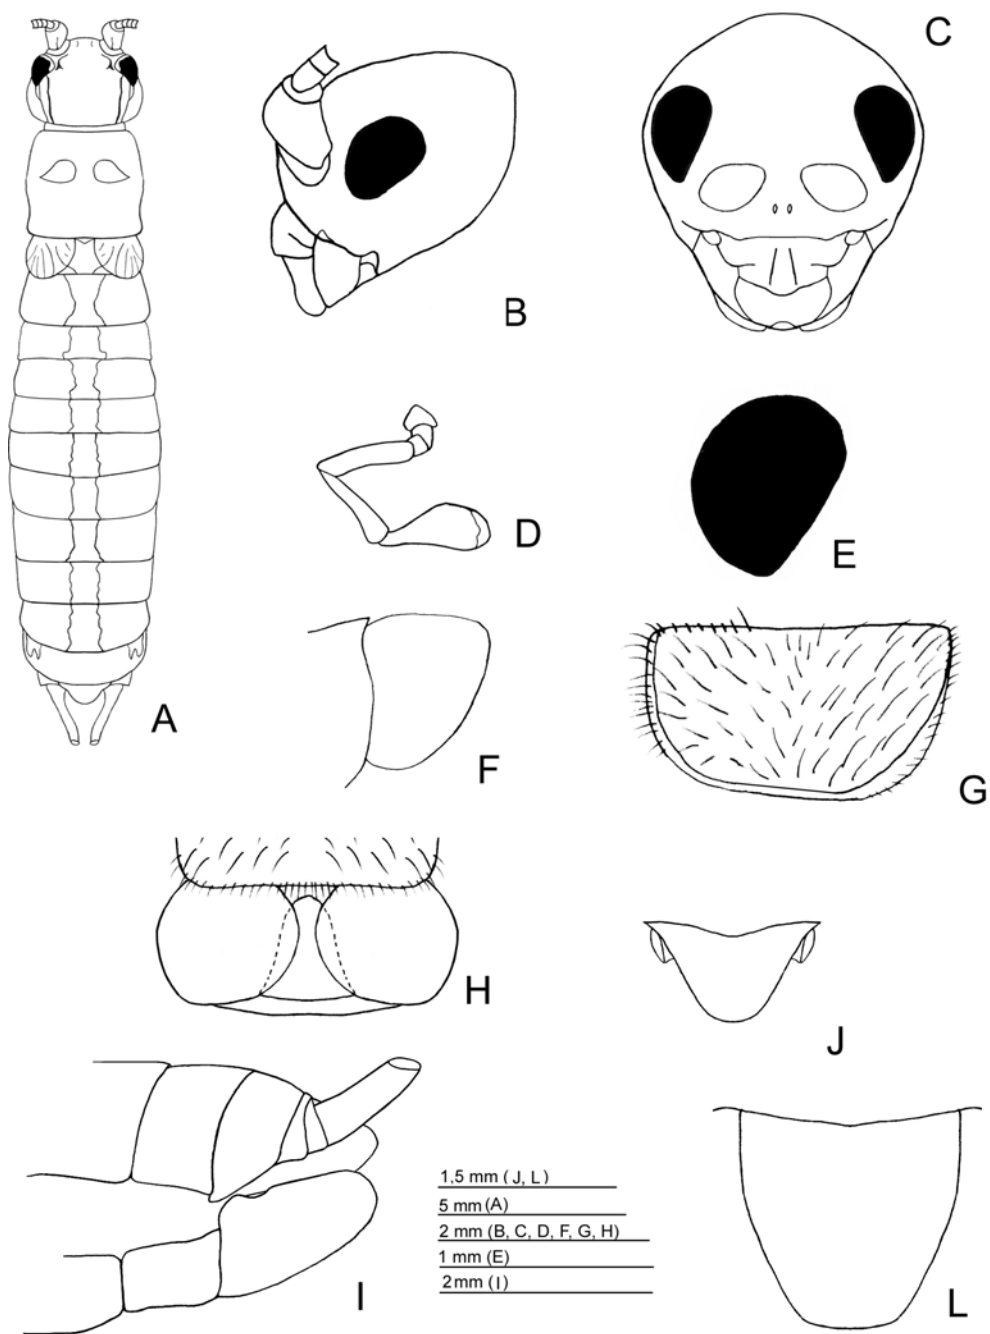 C
B
D
E
A
F
G
H
J
1.5 mm ( J, L )
5 mm (A)
2 mm (B, C, D, F, G, H)
1 mm (E)
2 mm ( I )
I
L